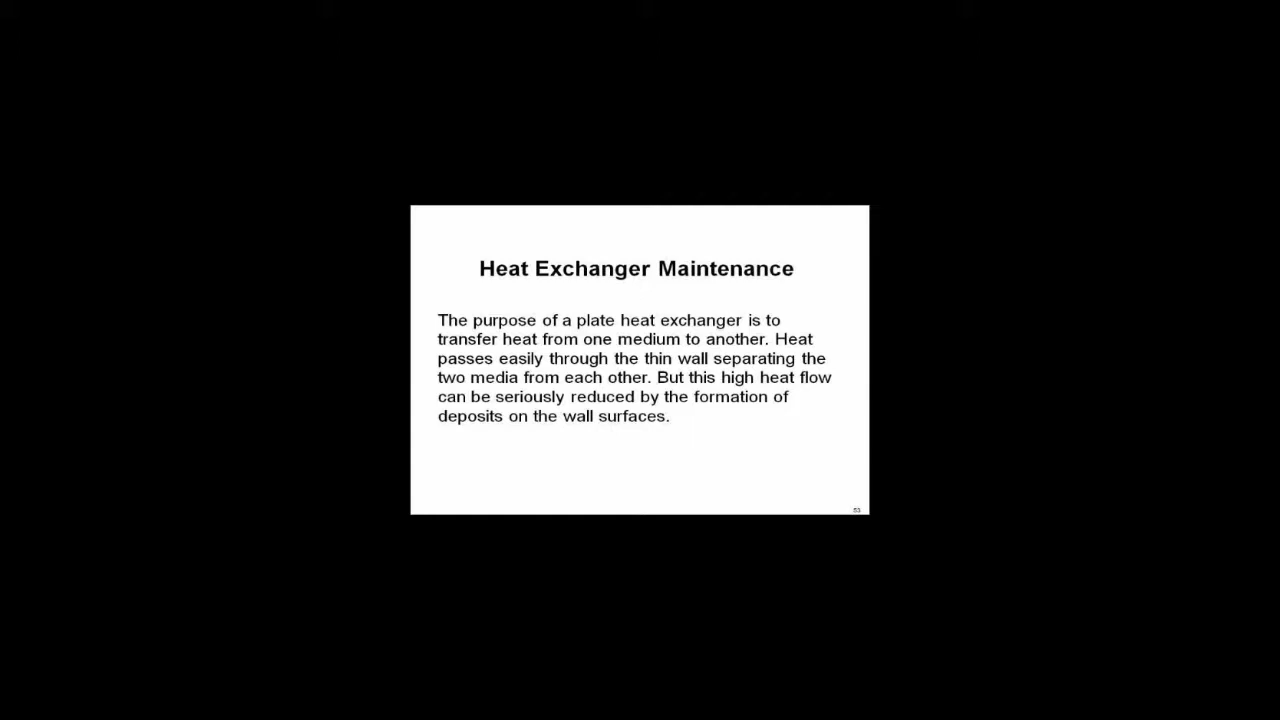 Heat Exchanger Maintenance
The purpose of a plate heat exchanger is to
transfer heat from one medium to another. Heat
passes easily through the thin wall separating the
two media from each other. But this high heat flow
can be seriously reduced by the formation of
deposits on the wall surfaces.
53